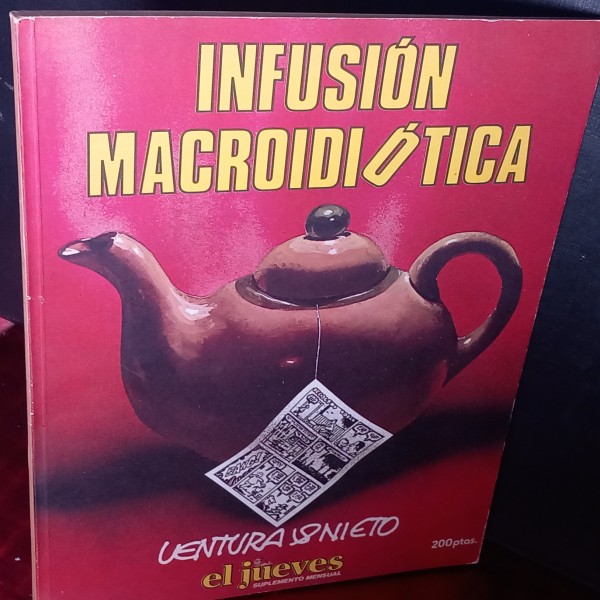 INFUSIÓN
MACROIDIÓTICA
VENTURA & NIETO
200ptas.
el jueves
SUPLEMENTO MENSUAL